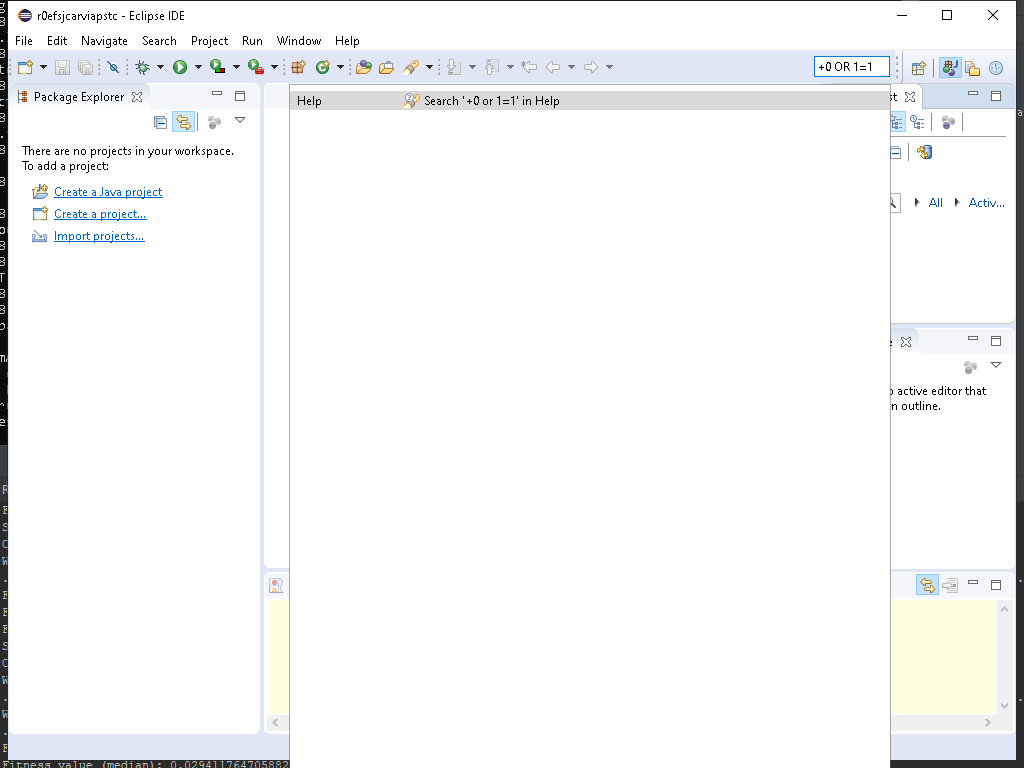 r0efsjcarviapstc - Eclipse IDE
File Edit Navigate Search Project Run Window Help
+0 OR 1=1
Package Explorer
Help Search '+0 or 1=1' in Help
There are no projects in your workspace.
To add a project:
Create a Java project
Create a project...
Import projects...
All Activ...
active editor that
outline.
Fitness value (median): 0.029411764705882